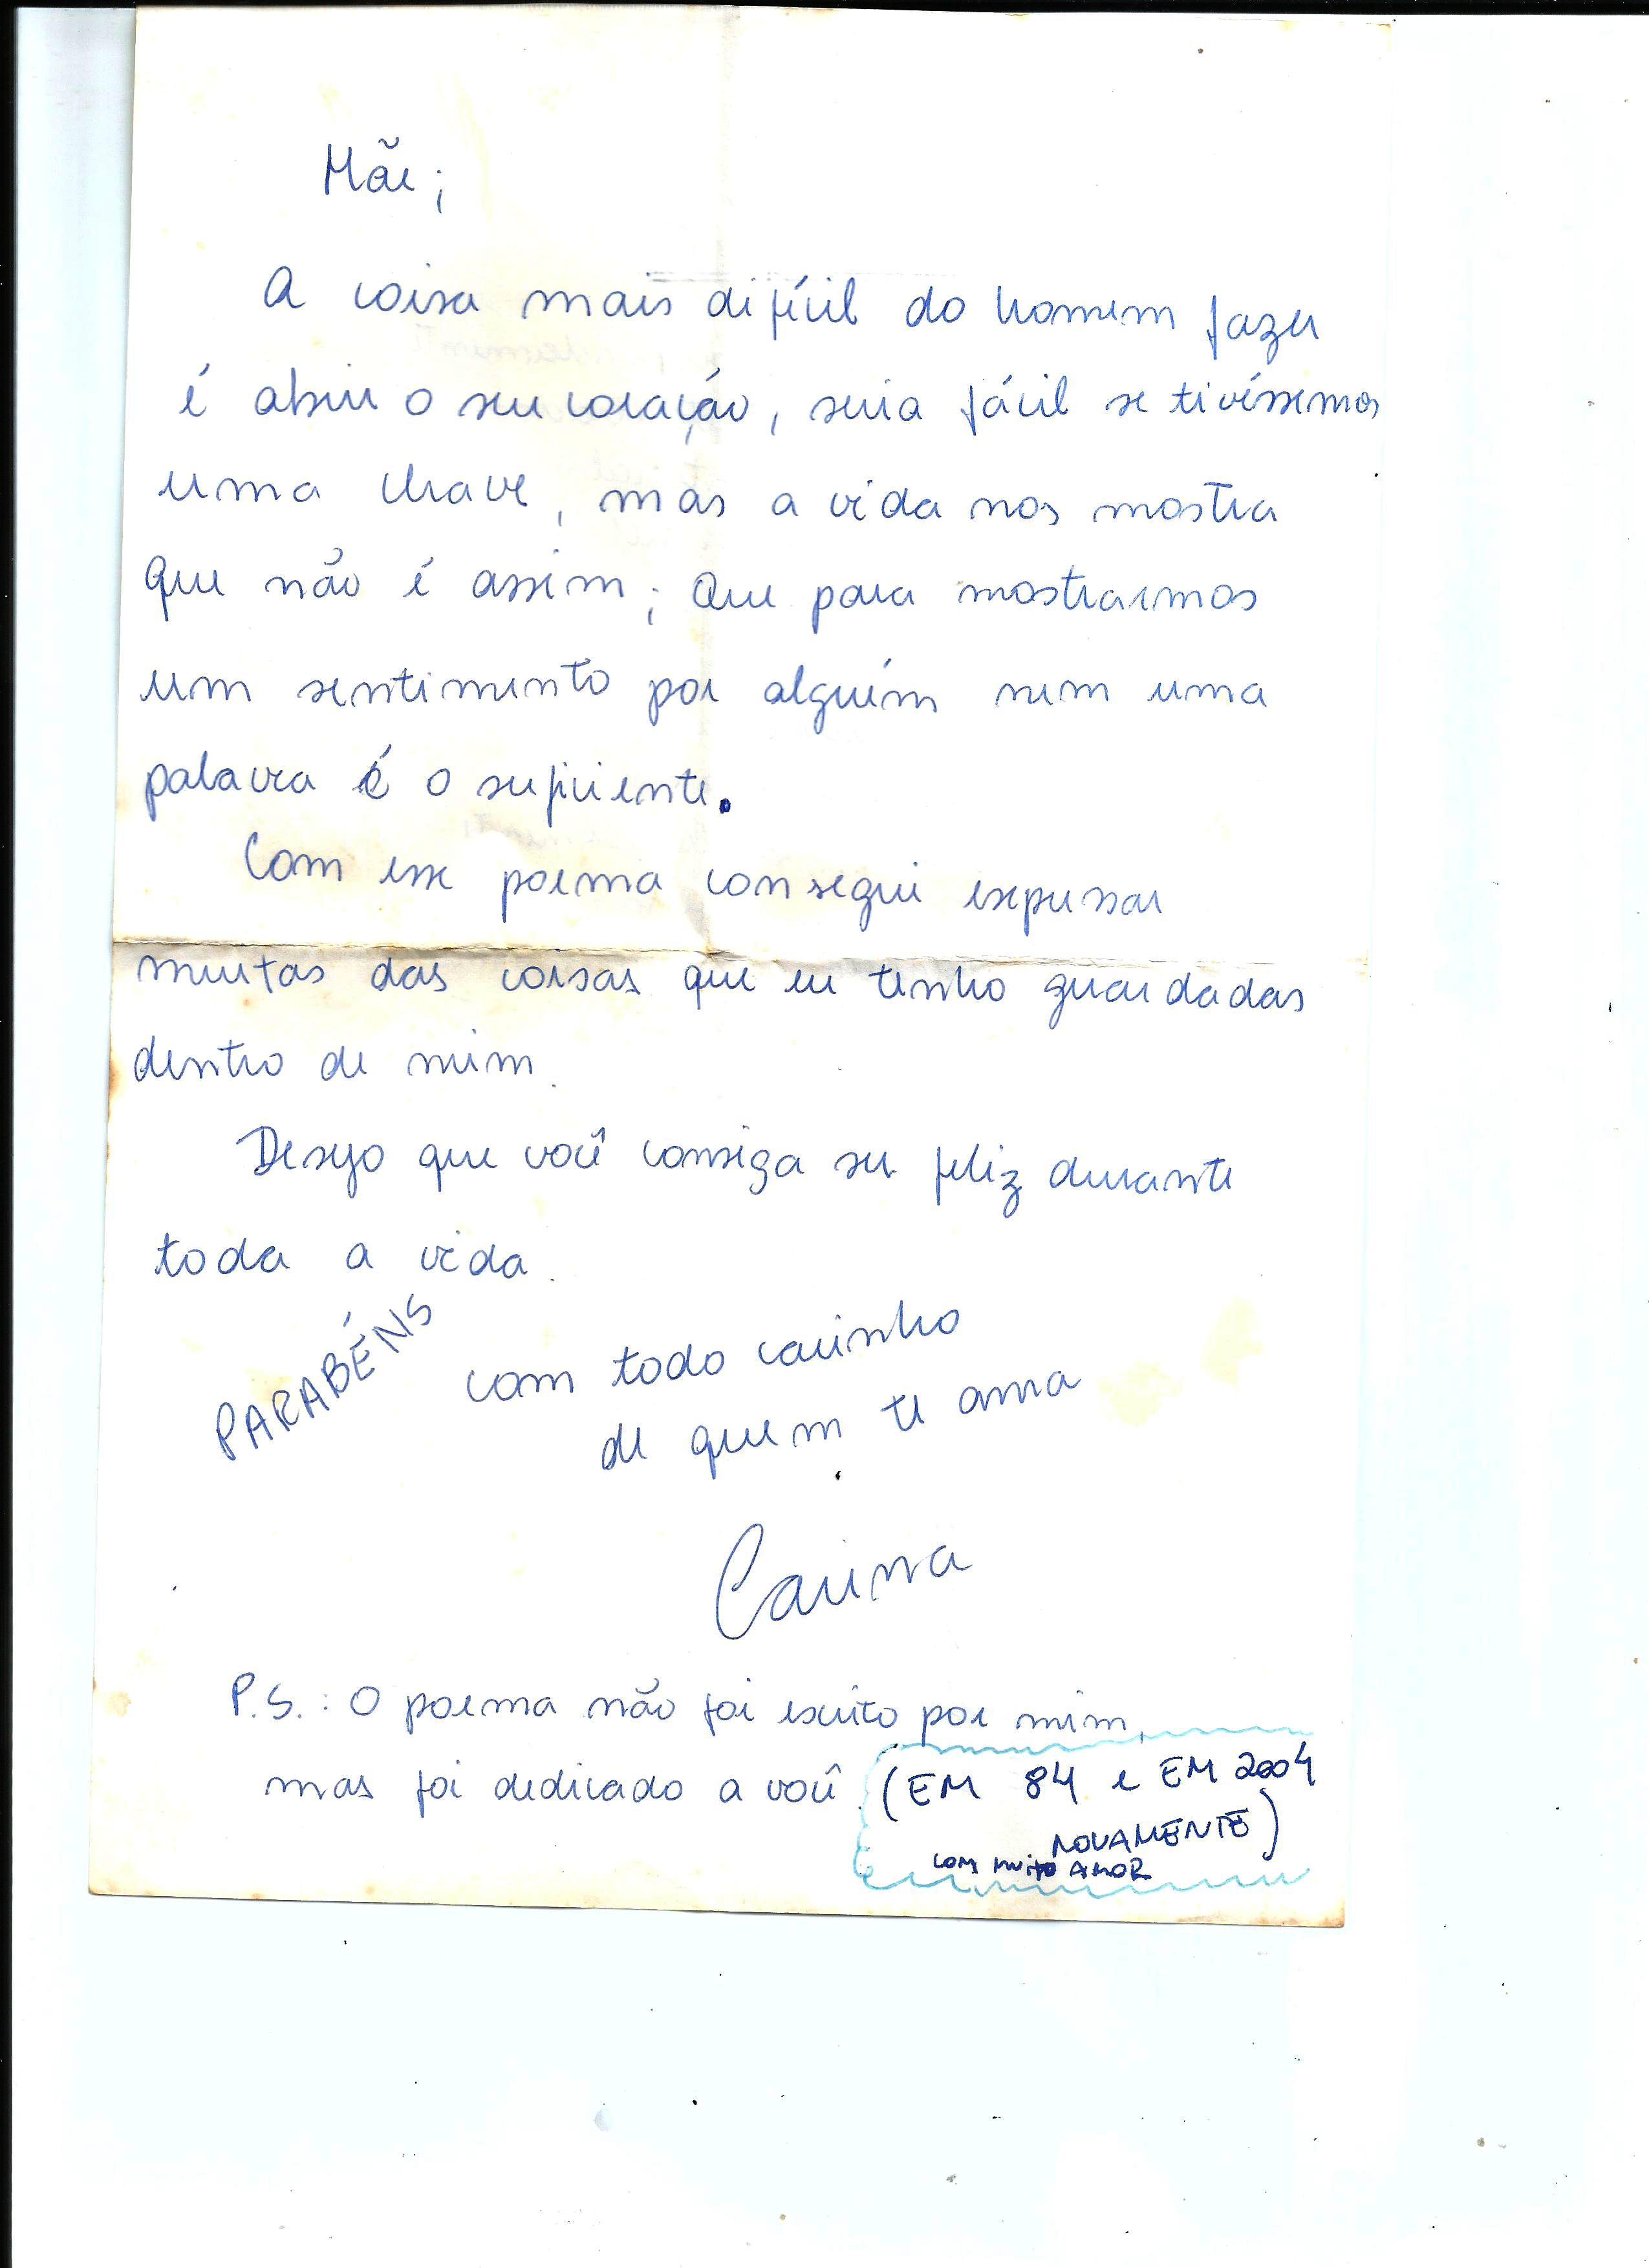 Mãe;
A coisa mais difícil do homem fazer
é abrir o seu coração, seria fácil se tivéssemos
uma chave, mas a vida nos mostra
que não é assim; Que para mostrarmos
um sentimento por alguém nem uma
palavra é o suficiente.
Com esse poema consegui expressar
muitas das coisas que eu tenho guardadas
dentro de mim.
Desejo que você consiga ser feliz durante
toda a vida.
PARABÉNS
com todo carinho
de quem te ama
Carina
P.S.: O poema não foi escrito por mim,
mas foi dedicado a você. (EM 84 e EM 2004
NOVAMENTE)
COM MUITO AMOR